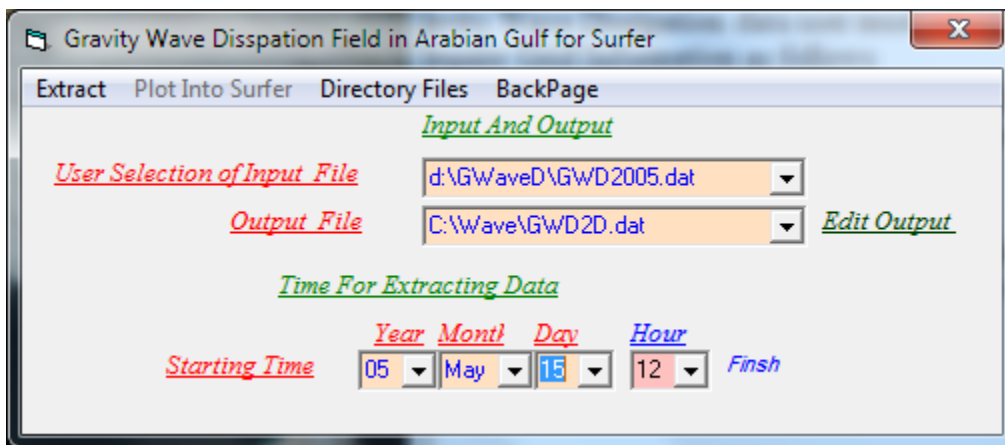 Gravity Wave Disspation Field in Arabian Gulf for Surfer
Extract Plot Into Surfer Directory Files BackPage
Input And Output
User Selection of Input File d:\GWaveD\GWD2005.dat
Output File C:\Wave\GWD2D.dat Edit Output
Time For Extracting Data
Year Month Day Hour
Starting Time 05 May 15 12 Finsh